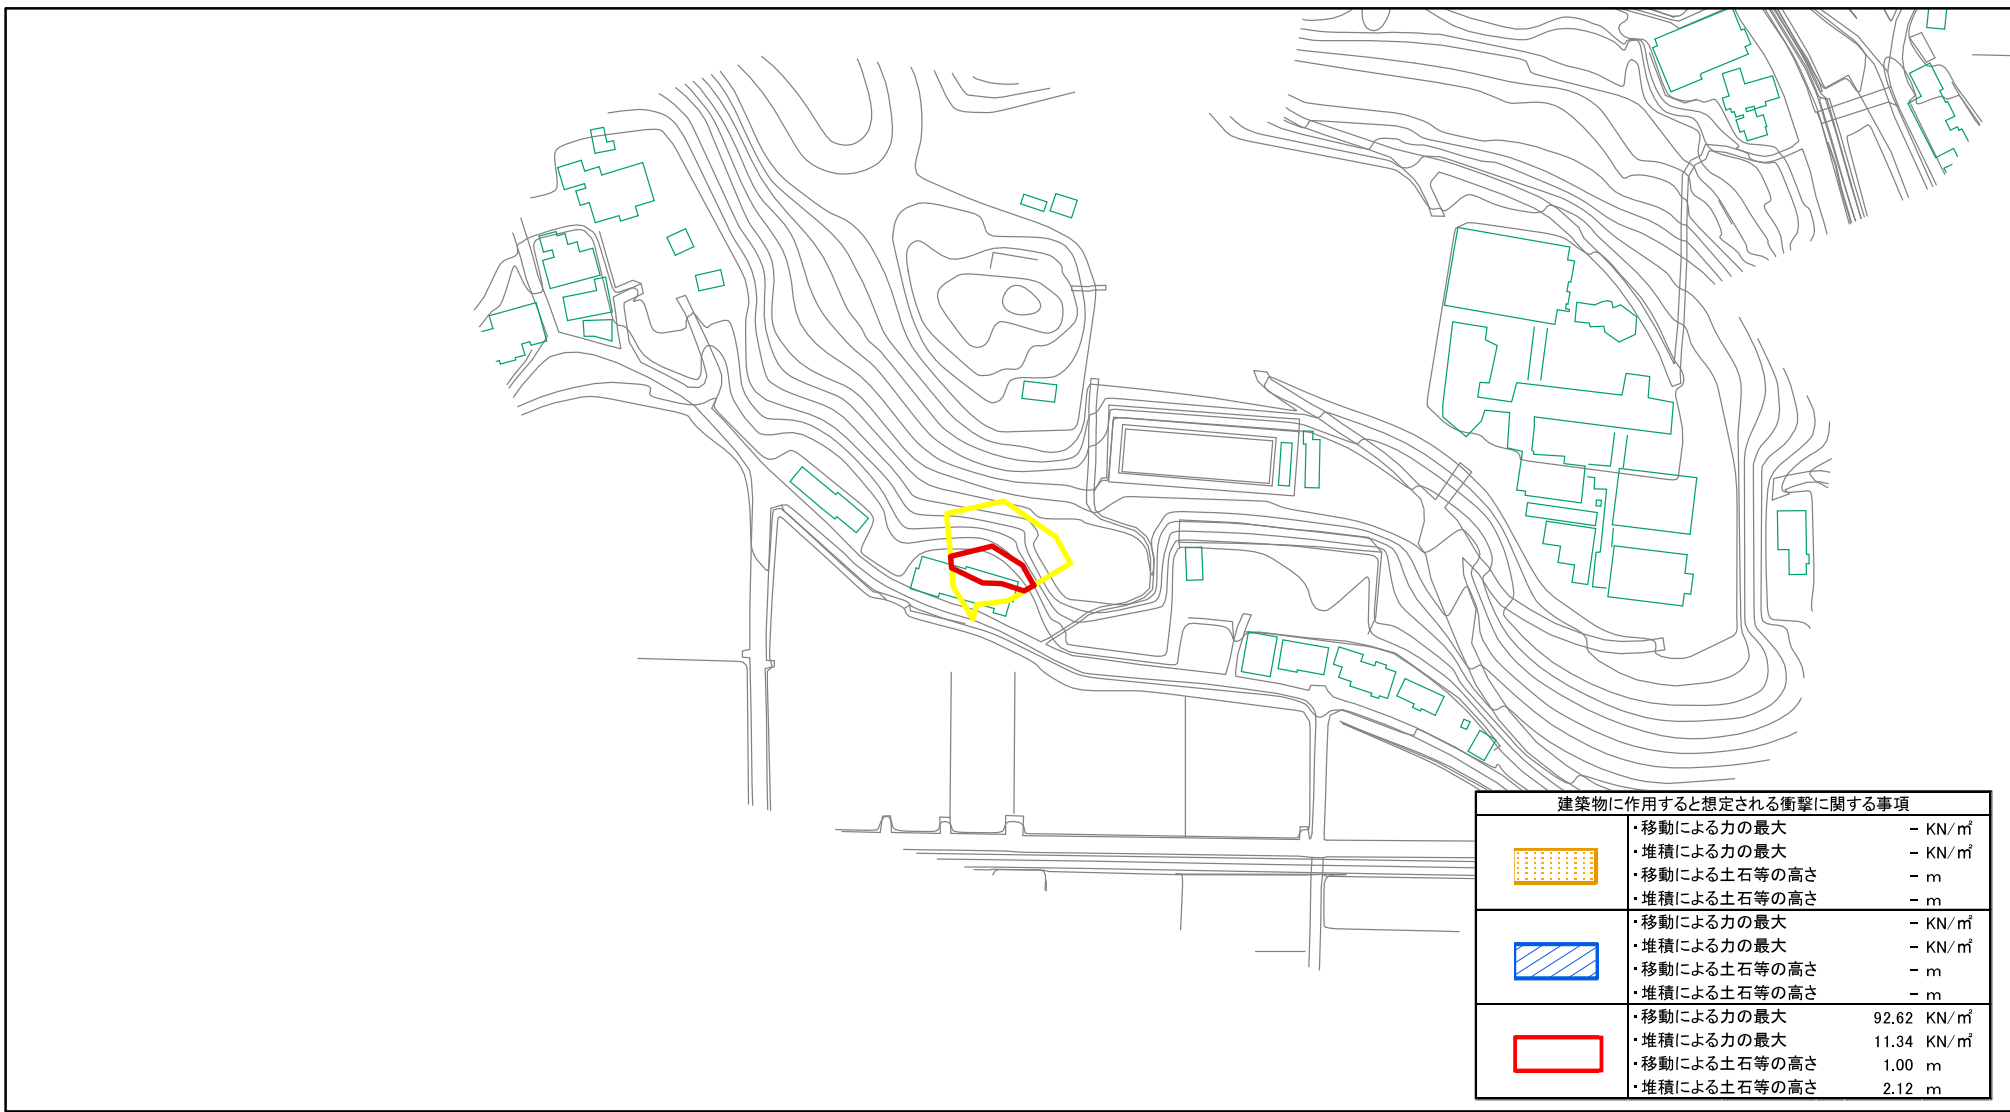 建築物に作用すると想定される衝撃に関する事項
・移動による力の最大 - KN/㎡
・堆積による力の最大 - KN/㎡
・移動による土石等の高さ - m
・堆積による土石等の高さ - m
・移動による力の最大 - KN/㎡
・堆積による力の最大 - KN/㎡
・移動による土石等の高さ - m
・堆積による土石等の高さ - m
・移動による力の最大 92.62 KN/㎡
・堆積による力の最大 11.34 KN/㎡
・移動による土石等の高さ 1.00 m
・堆積による土石等の高さ 2.12 m